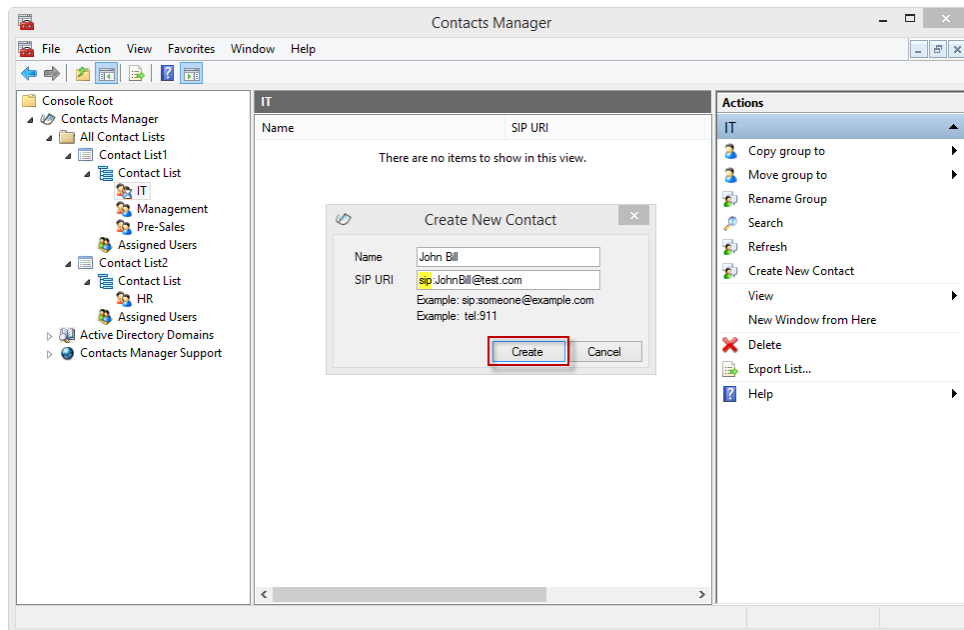 Contacts Manager
File Action View Favorites Window Help
Console Root
Contacts Manager
All Contact Lists
Contact List1
Contact List
IT
Management
Pre-Sales
Assigned Users
Contact List2
Contact List
HR
Assigned Users
Active Directory Domains
Contacts Manager Support
IT
Name SIP URI
There are no items to show in this view.
Create New Contact
Name John Bill
SIP URI sip:JohnBill@test.com
Example: sip:someone@example.com
Example: tel:911
Create Cancel
Actions
IT
Copy group to
Move group to
Rename Group
Search
Refresh
Create New Contact
View
New Window from Here
Delete
Export List...
Help